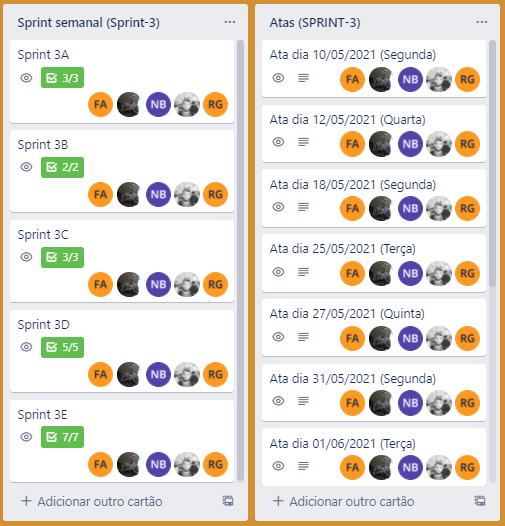 Sprint semanal (Sprint-3) ...
Sprint 3A
3/3
FA NB RG
Sprint 3B
2/2
FA NB RG
Sprint 3C
3/3
FA NB RG
Sprint 3D
5/5
FA NB RG
Sprint 3E
7/7
FA NB RG
+ Adicionar outro cartão
Atas (SPRINT-3) ...
Ata dia 10/05/2021 (Segunda)
FA NB RG
Ata dia 12/05/2021 (Quarta)
FA NB RG
Ata dia 18/05/2021 (Segunda)
FA NB RG
Ata dia 25/05/2021 (Terça)
FA NB RG
Ata dia 27/05/2021 (Quinta)
FA NB RG
Ata dia 31/05/2021 (Segunda)
FA NB RG
Ata dia 01/06/2021 (Terça)
FA NB RG
+ Adicionar outro cartão